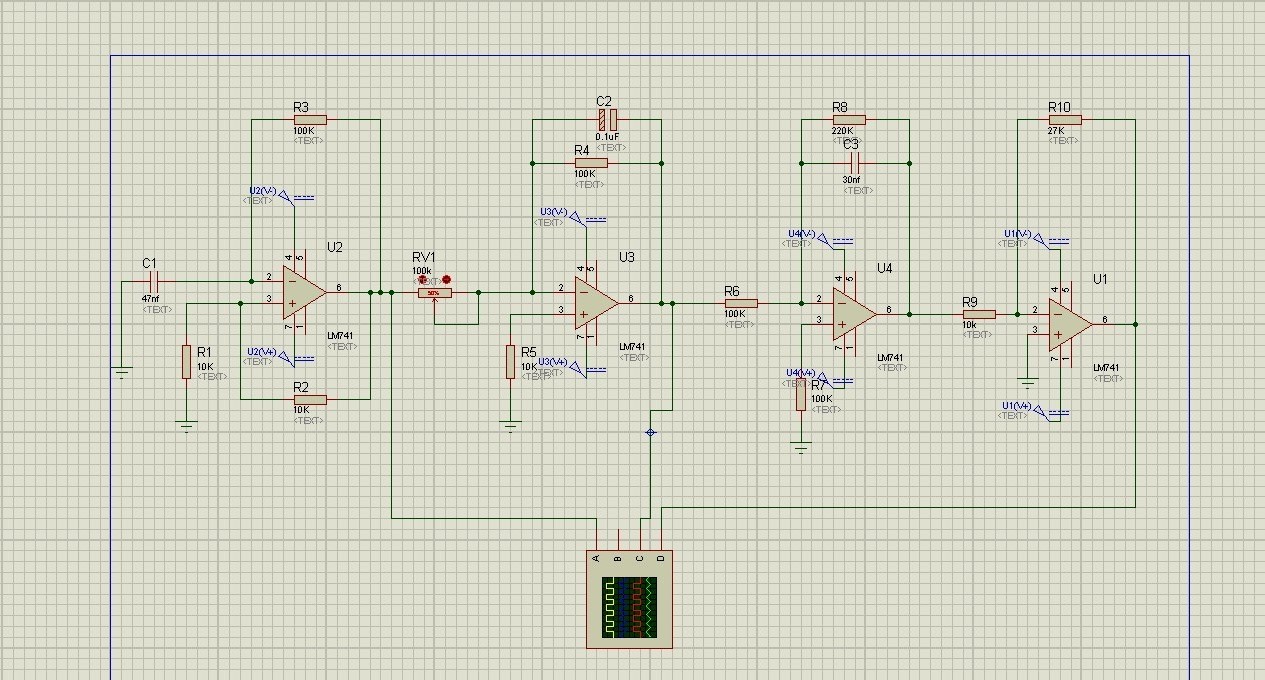 R3
100K
<TEXT>
C2
0.1uF
<TEXT>
R4
100K
<TEXT>
R8
220K
<TEXT>
C3
30nf
<TEXT>
R10
27K
<TEXT>
U2(V-)
<TEXT>
U3(V-)
<TEXT>
U4(V-)
<TEXT>
U1(V-)
<TEXT>
C1
47nf
<TEXT>
U2
2
3
6
4
5
7
1
LM741
<TEXT>
U2(V+)
<TEXT>
R1
10K
<TEXT>
R2
10K
<TEXT>
RV1
100k
<TEXT>
50%
U3
2
3
6
4
5
7
1
LM741
<TEXT>
R5
10K
<TEXT>
U3(V+)
<TEXT>
R6
100K
<TEXT>
U4
2
3
6
4
5
7
1
LM741
<TEXT>
U4(V+)
<TEXT>
R7
100K
<TEXT>
R9
10k
<TEXT>
U1
2
3
6
4
5
7
1
LM741
<TEXT>
U1(V+)
<TEXT>
A
B
C
D